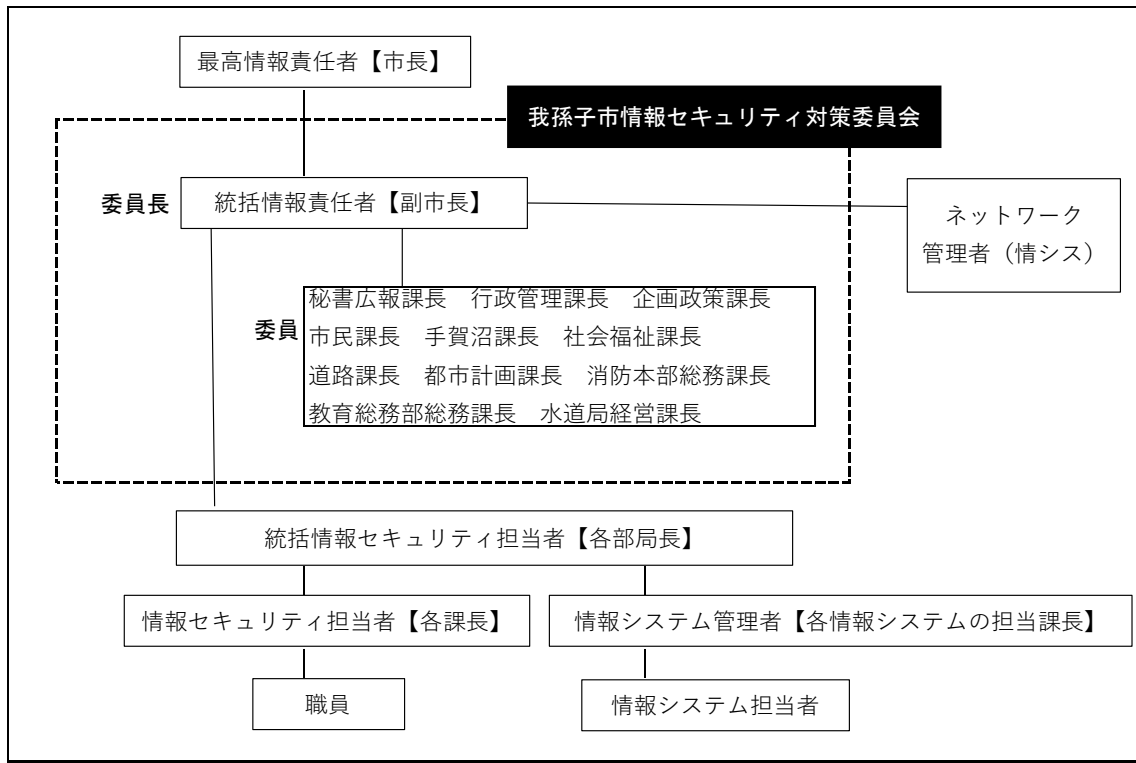 最高情報責任者【市長】
我孫子市情報セキュリティ対策委員会
委員長
統括情報責任者【副市長】
ネットワーク
管理者（情シス）
委員
秘書広報課長　行政管理課長　企画政策課長
市民課長　手賀沼課長　社会福祉課長
道路課長　都市計画課長　消防本部総務課長
教育総務部総務課長　水道局経営課長
統括情報セキュリティ担当者【各部局長】
情報セキュリティ担当者【各課長】
情報システム管理者【各情報システムの担当課長】
職員
情報システム担当者